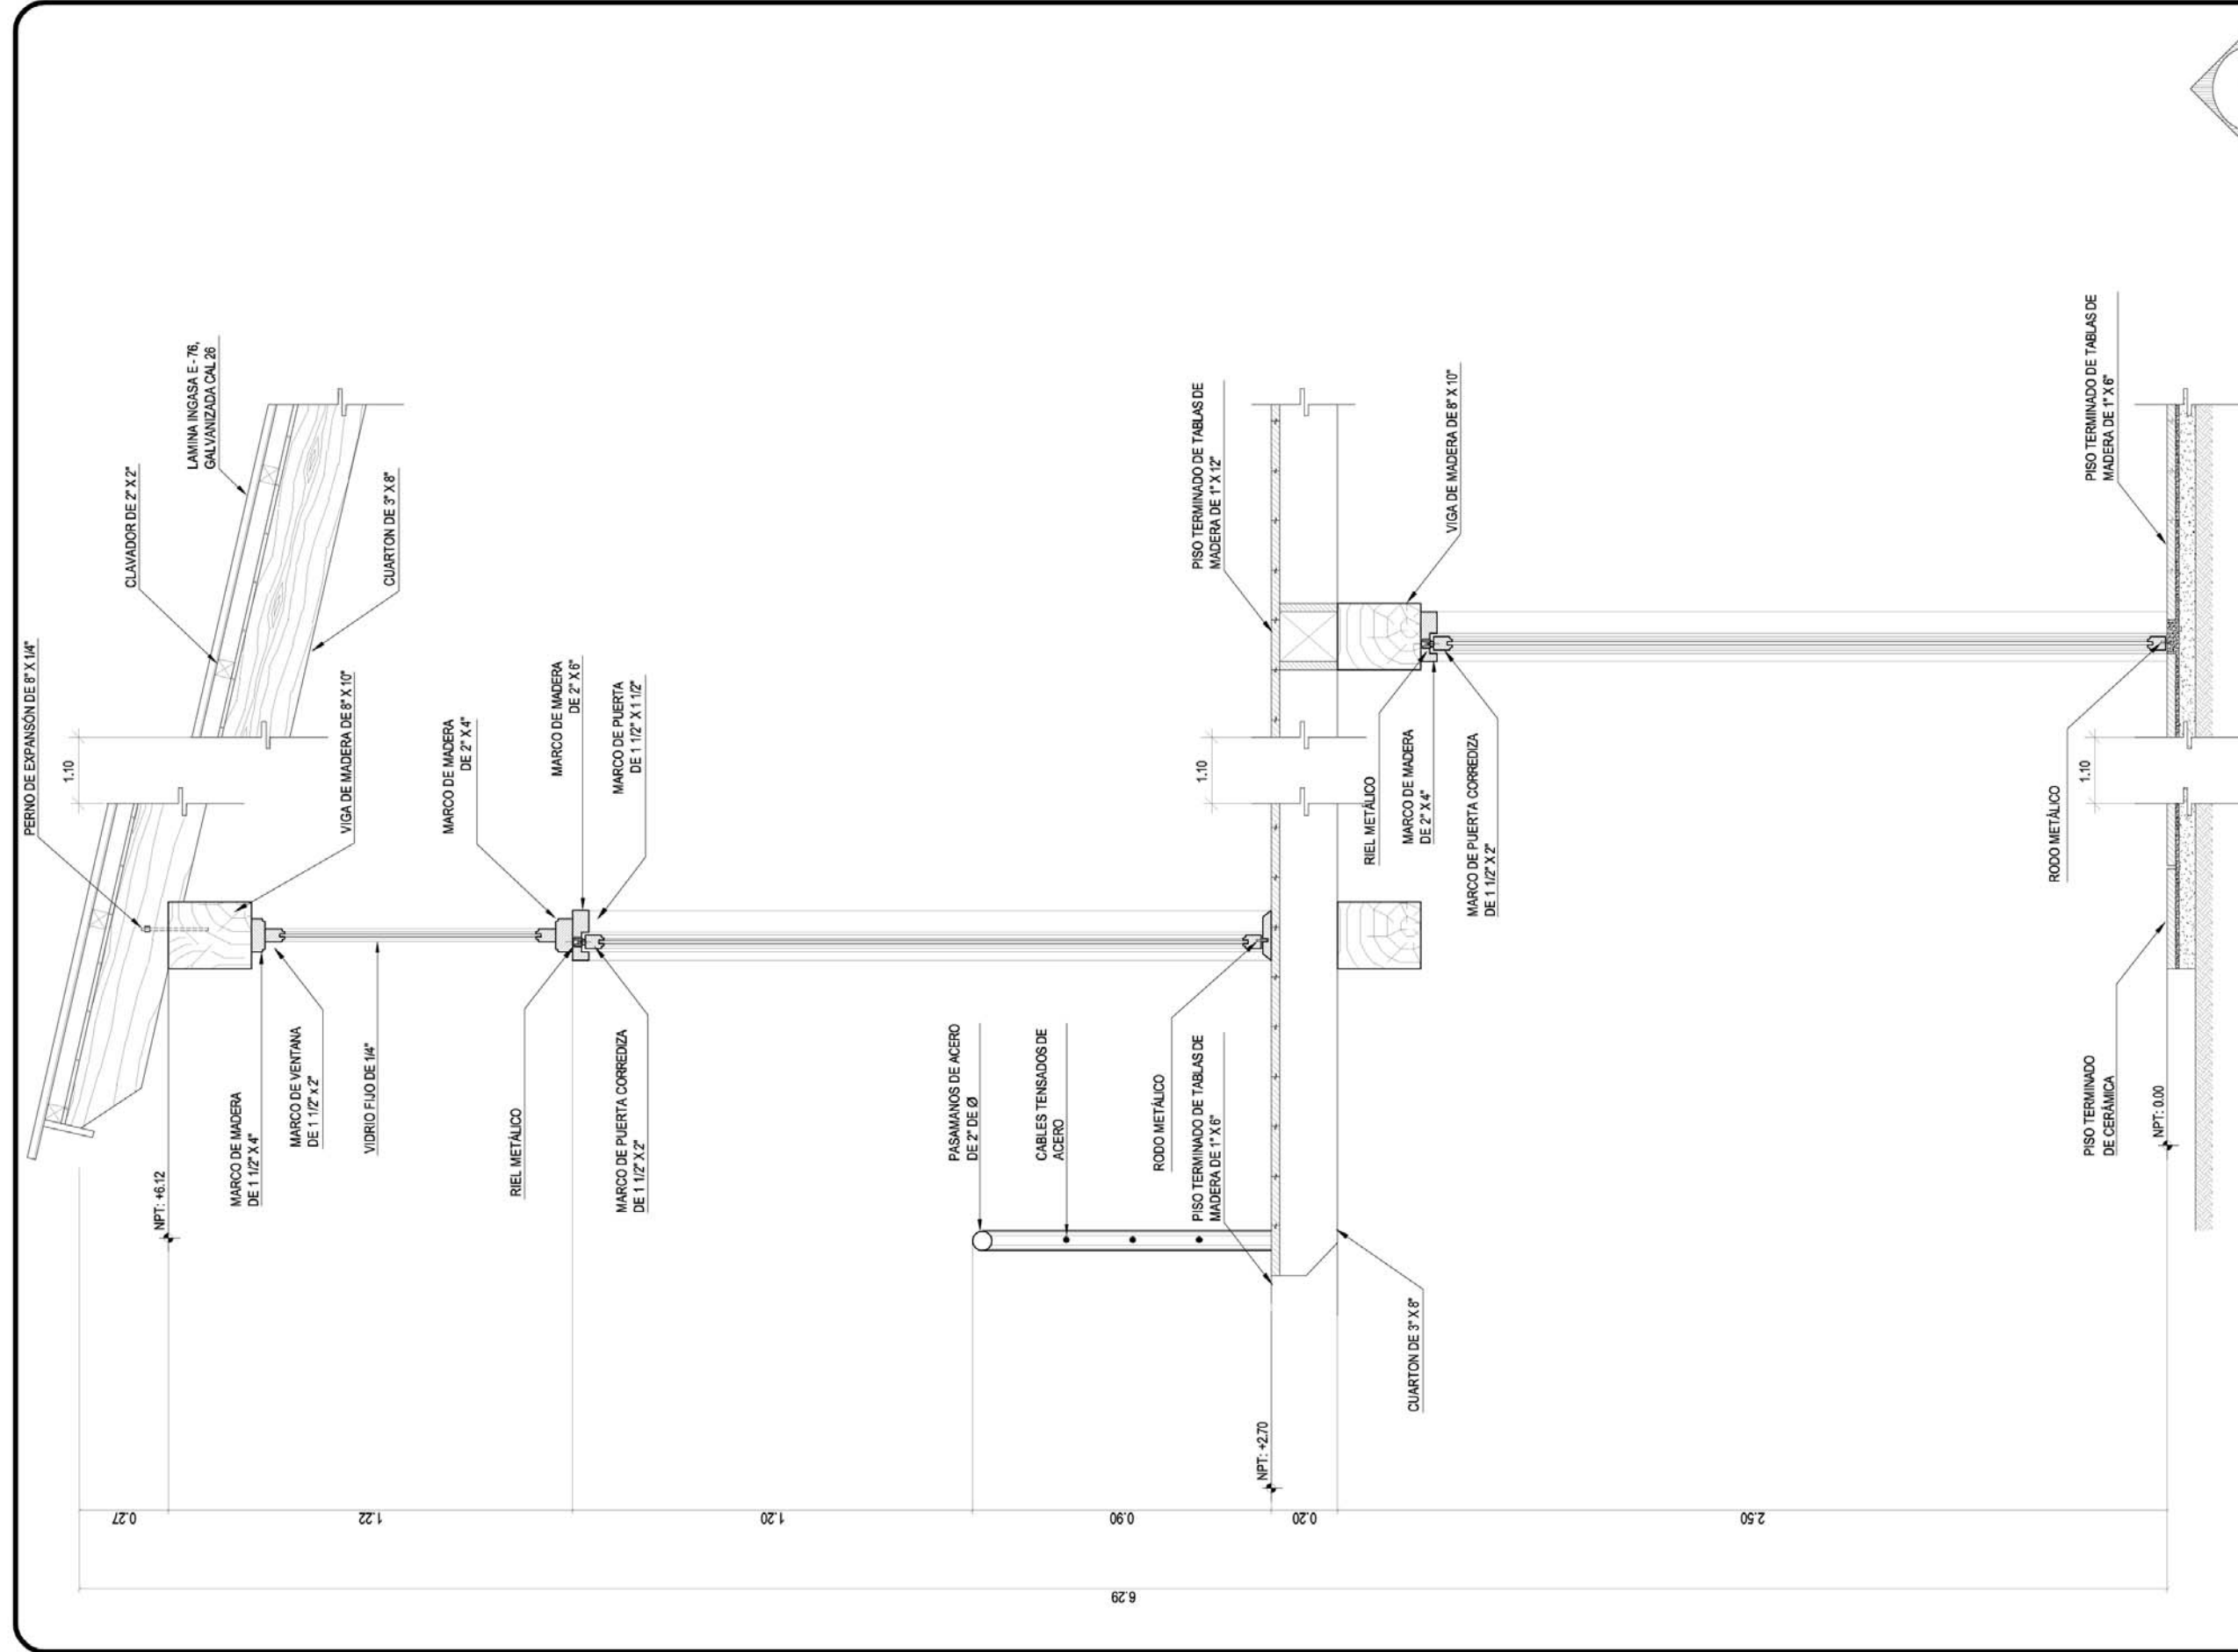 PERNO DE EXPANSÓN DE 8" X 1/4"
1.10
CLAVADOR DE 2" X 2"
LAMINA INGASA E - 76,
GALVANIZADA CAL 26
CUARTON DE 3" X 8"
VIGA DE MADERA DE 8" X 10"
NPT: +6.12
MARCO DE MADERA
DE 1 1/2" X 4"
MARCO DE VENTANA
DE 1 1/2" x 2"
VIDRIO FIJO DE 1/4"
MARCO DE MADERA
DE 2" X 4"
MARCO DE MADERA
DE 2" X 6"
MARCO DE PUERTA
DE 1 1/2" X 1 1/2"
RIEL METÁLICO
MARCO DE PUERTA CORREDIZA
DE 1 1/2" X 2"
PASAMANOS DE ACERO
DE 2" DE Ø
CABLES TENSADOS DE
ACERO
RODO METÁLICO
PISO TERMINADO DE TABLAS DE
MADERA DE 1" X 6"
PISO TERMINADO DE TABLAS DE
MADERA DE 1" X 12"
1.10
NPT: +2.70
VIGA DE MADERA DE 8" X 10"
RIEL METÁLICO
MARCO DE MADERA
DE 2" X 4"
MARCO DE PUERTA CORREDIZA
DE 1 1/2" X 2"
CUARTON DE 3" X 8"
RODO METÁLICO
1.10
PISO TERMINADO DE TABLAS DE
MADERA DE 1" X 6"
PISO TERMINADO
DE CERÁMICA
NPT: 0.00
0.27
1.22
1.20
0.90
0.20
2.50
6.29